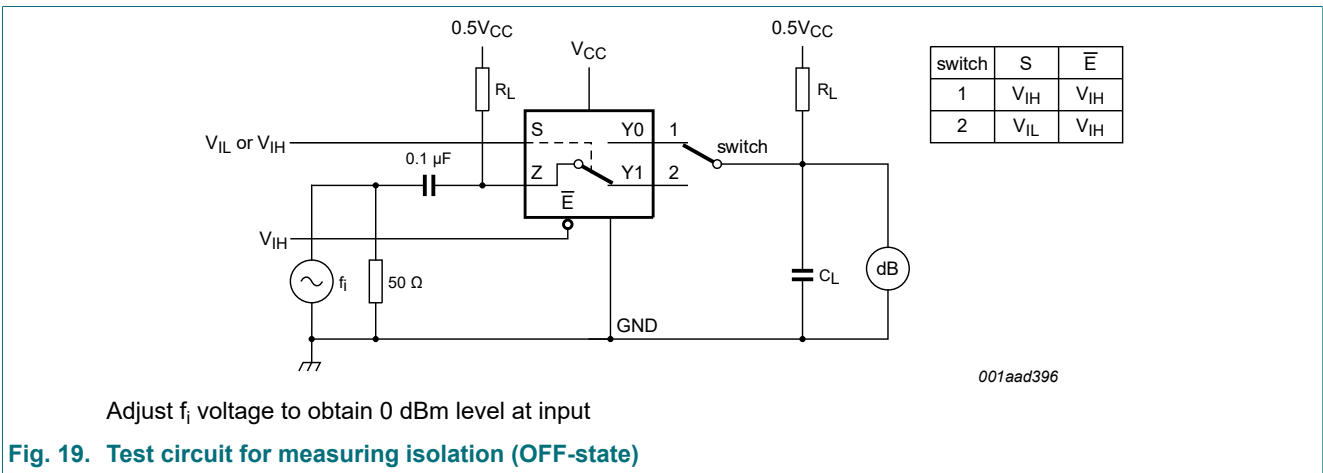 0.5VCC
0.5VCC
VCC
RL
RL
switch S E̅
1 VIH VIH
2 VIL VIH
VIL or VIH
S
Y0
1
switch
0.1 µF
Z
Y1
2
E̅
VIH
fi
50 Ω
CL
dB
GND
001aad396
Adjust fi voltage to obtain 0 dBm level at input
Fig. 19. Test circuit for measuring isolation (OFF-state)